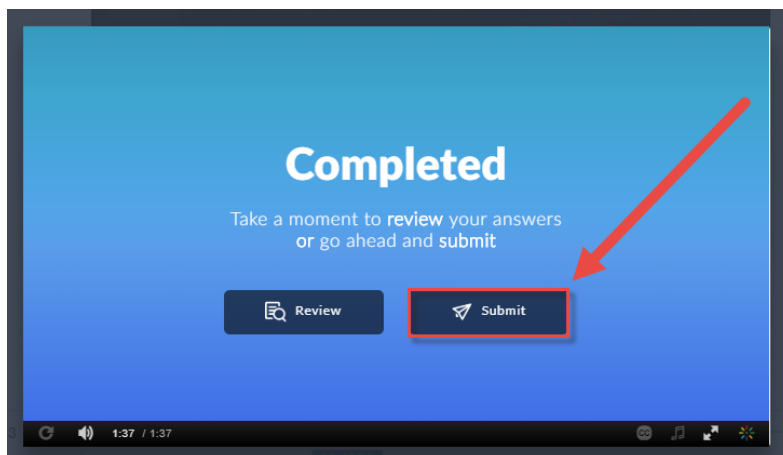 Completed
Take a moment to review your answers
or go ahead and submit
Review Submit
1:37 / 1:37